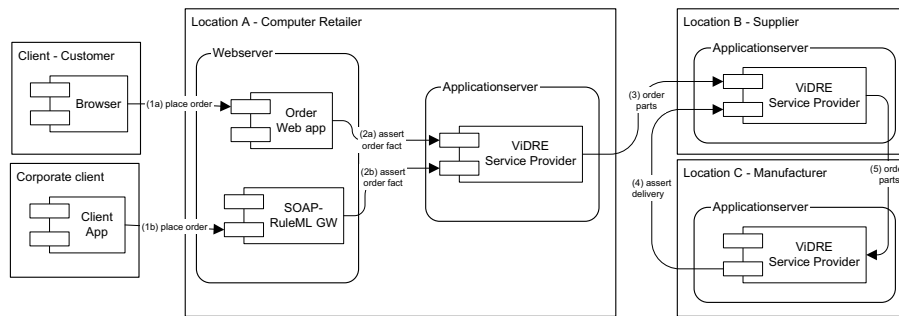 Client - Customer
Browser
Corporate client
Client
App
(1a) place order
(1b) place order
Location A - Computer Retailer
Webserver
Order
Web app
SOAP-
RuleML GW
(2a) assert
order fact
(2b) assert
order fact
Applicationserver
ViDRE
Service Provider
(3) order
parts
Location B - Supplier
Applicationserver
ViDRE
Service Provider
(4) assert
delivery
(5) order
parts
Location C - Manufacturer
Applicationserver
ViDRE
Service Provider